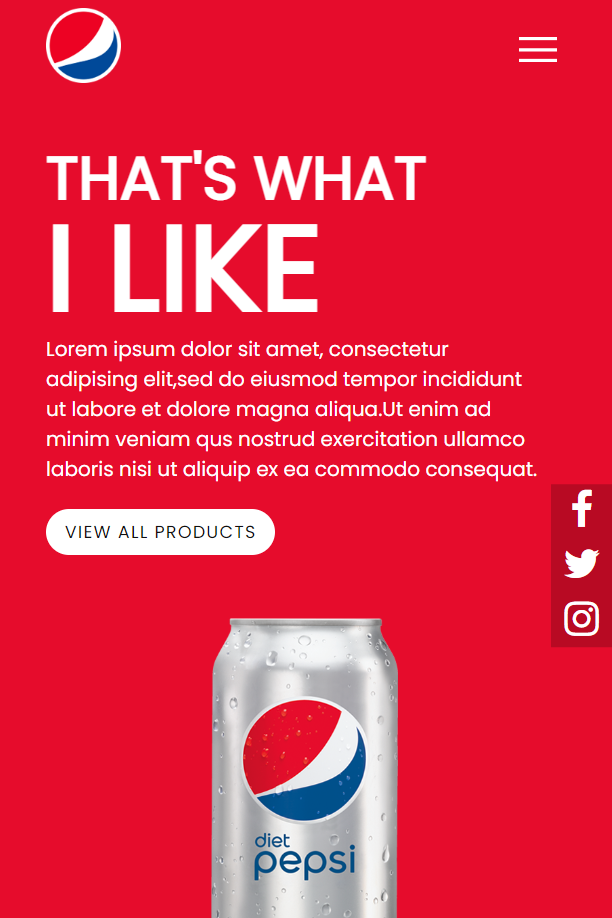 THAT'S WHAT
I LIKE
Lorem ipsum dolor sit amet, consectetur
adipising elit,sed do eiusmod tempor incididunt
ut labore et dolore magna aliqua.Ut enim ad
minim veniam qus nostrud exercitation ullamco
laboris nisi ut aliquip ex ea commodo consequat.
VIEW ALL PRODUCTS
diet
pepsi